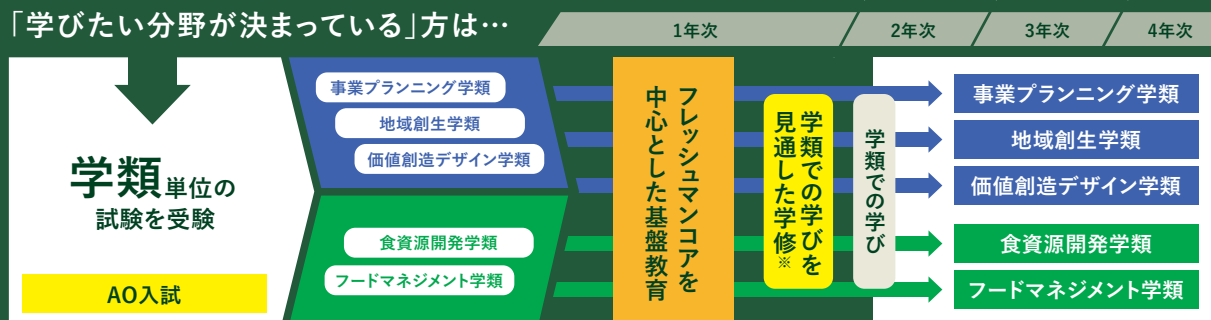 「学びたい分野が決まっている」方は…
1年次
2年次
3年次
4年次
学類単位の
試験を受験
AO入試
事業プランニング学類
地域創生学類
価値創造デザイン学類
食資源開発学類
フードマネジメント学類
フレッシュマンコアを
中心とした基盤教育
学類での学びを
見通した学修※
学類での学び
事業プランニング学類
地域創生学類
価値創造デザイン学類
食資源開発学類
フードマネジメント学類